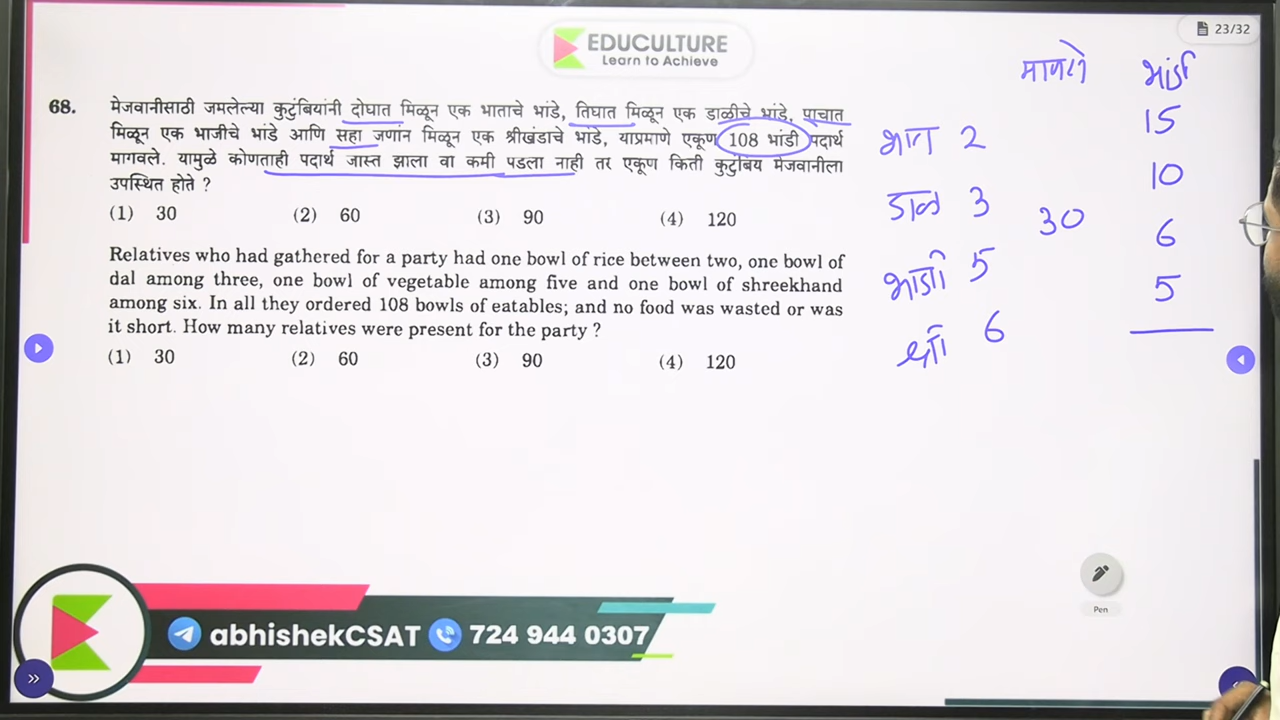 EDUCULTURE
Learn to Achieve
23/32
68. मेजवानीसाठी जमलेल्या कुटुंबियांनी दोघात मिळून एक भाताचे भांडे, तिघात मिळून एक डाळीचे भांडे, पाचात
मिळून एक भाजीचे भांडे आणि सहा जणांन मिळून एक श्रीखंडाचे भांडे, याप्रमाणे एकूण 108 भांडी पदार्थ
मागवले. यामुळे कोणताही पदार्थ जास्त झाला वा कमी पडला नाही तर एकूण किती कुटुंबिय मेजवानीला
उपस्थित होते ?
(1) 30 (2) 60 (3) 90 (4) 120
Relatives who had gathered for a party had one bowl of rice between two, one bowl of
dal among three, one bowl of vegetable among five and one bowl of shreekhand
among six. In all they ordered 108 bowls of eatables; and no food was wasted or was
it short. How many relatives were present for the party ?
(1) 30 (2) 60 (3) 90 (4) 120
भांडी
15
भात 2
10
डाळ 3
30
6
भाजी 5
5
श्री 6
Pen
abhishekCSAT 724 944 0307